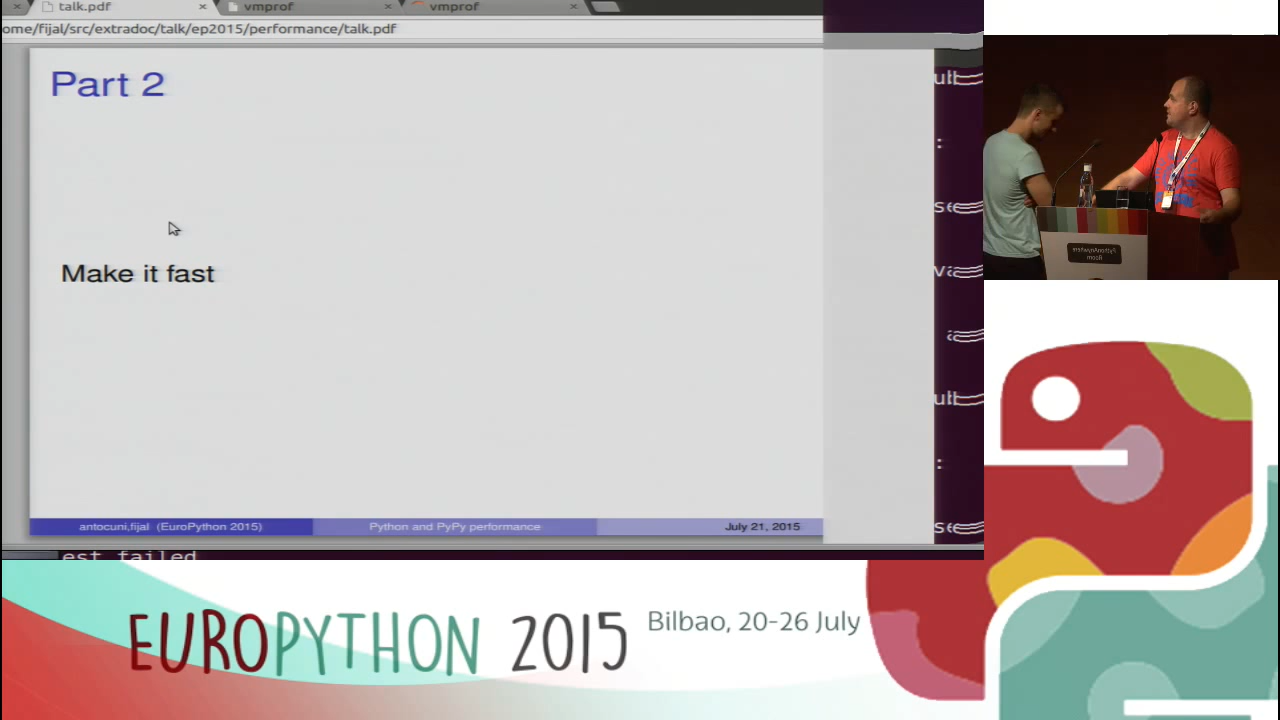 talk.pdf
vmprof
vmprof
ome/fijal/src/extradoc/talk/ep2015/performance/talk.pdf
Part 2
Make it fast
antocuni,fijal (EuroPython 2015)
Python and PyPy performance
July 21, 2015
est failed
EUROPYTHON 2015
Bilbao, 20-26 July